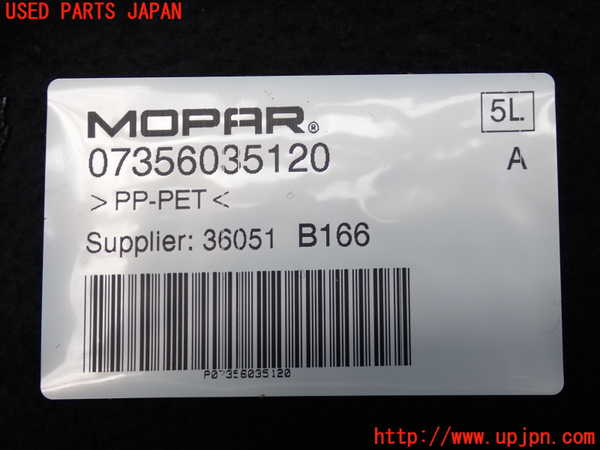 USED PARTS JAPAN
MOPAR®
5L
07356035120
A
>PP-PET<
Supplier: 36051 B166
P07356035120
http://www.upjpn.com/